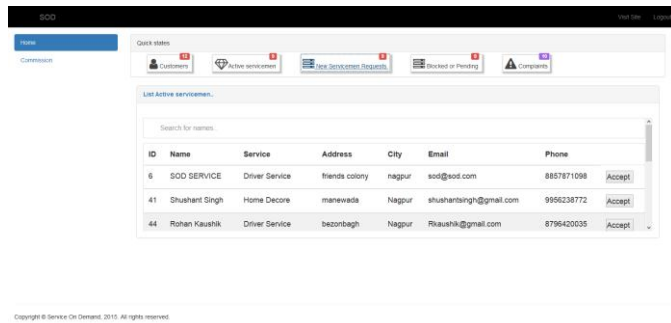 SOD Visit Site Logout
Home
Commission
Quick states
Customers Active servicemen New Servicemen Requests Blocked or Pending Complaints
List Active servicemen..
Search for names..
ID Name Service Address City Email Phone
6 SOD SERVICE Driver Service friends colony nagpur sod@sod.com 8857871098 Accept
41 Shushant Singh Home Decore manewada Nagpur shushantsingh@gmail.com 9956238772 Accept
44 Rohan Kaushik Driver Service bezonbagh Nagpur Rkaushik@gmail.com 8796420035 Accept
Copyright © Service On Demand, 2015. All rights reserved.